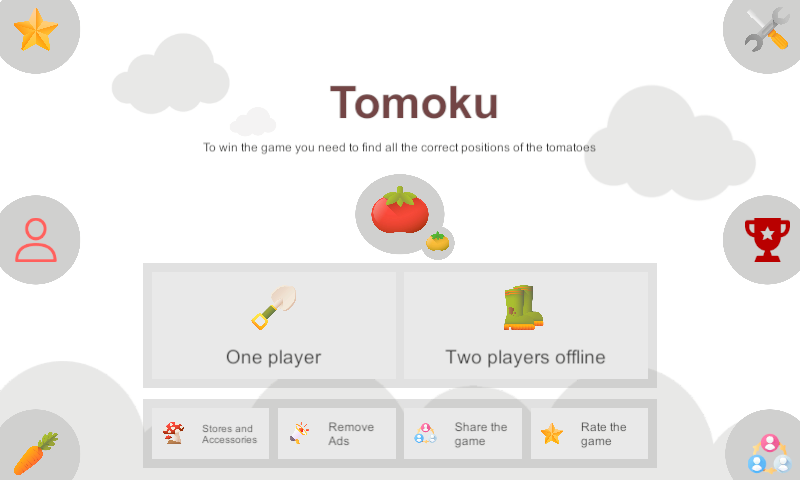 Tomoku
To win the game you need to find all the correct positions of the tomatoes
One player
Two players offline
Stores and
Accessories
Remove
Ads
Share the
game
Rate the
game